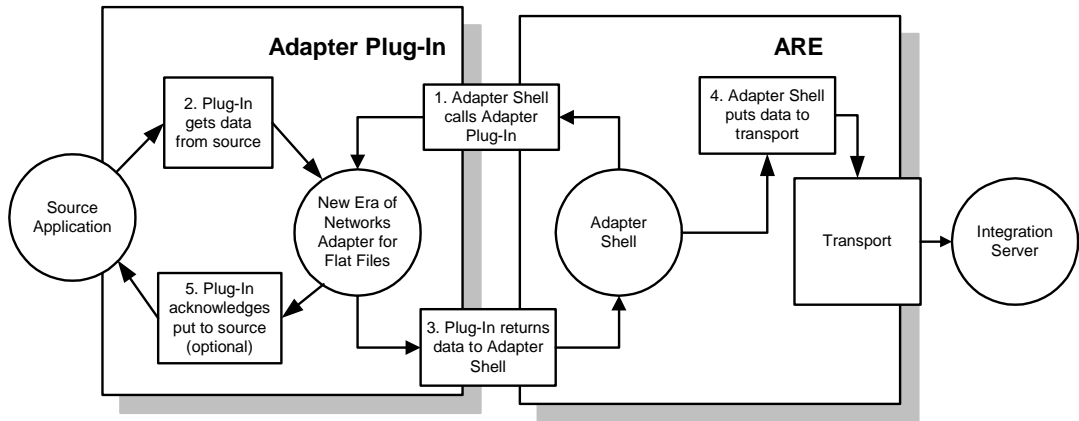 Adapter Plug-In
ARE
1. Adapter Shell
calls Adapter
Plug-In
2. Plug-In
gets data
from source
4. Adapter Shell
puts data to
transport
Source
Application
New Era of
Networks
Adapter for
Flat Files
Adapter
Shell
Transport
Integration
Server
5. Plug-In
acknowledges
put to source
(optional)
3. Plug-In returns
data to Adapter
Shell